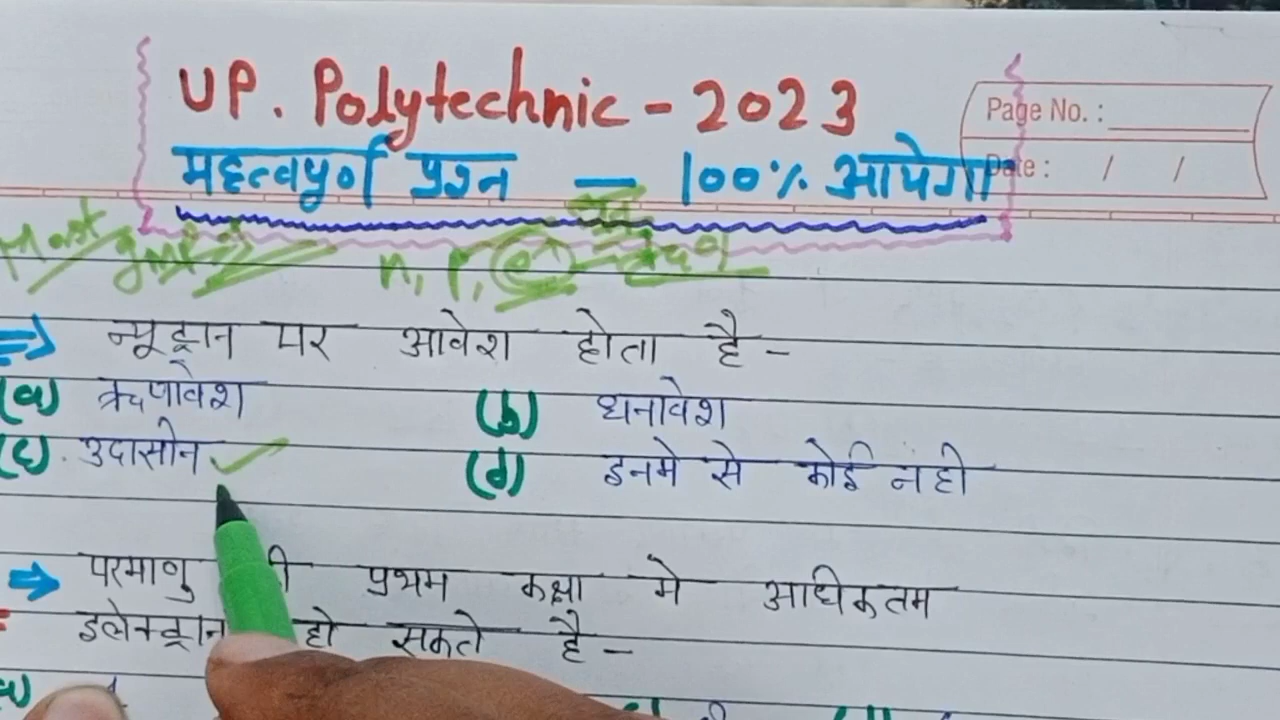 UP. Polytechnic - 2023
Page No. :
महत्वपूर्ण प्रश्न — 100% आयेगा
Date : / /
n, p, e
⇒ न्यूट्रान पर आवेश होता है -
(a) ऋणावेश (b) धनावेश
(c) उदासीन ✓ (d) इनमे से कोई नंही
⇒ परमाणु की प्रथम कक्षा मे अधिकतम
इलेक्ट्रान हो सकते है -